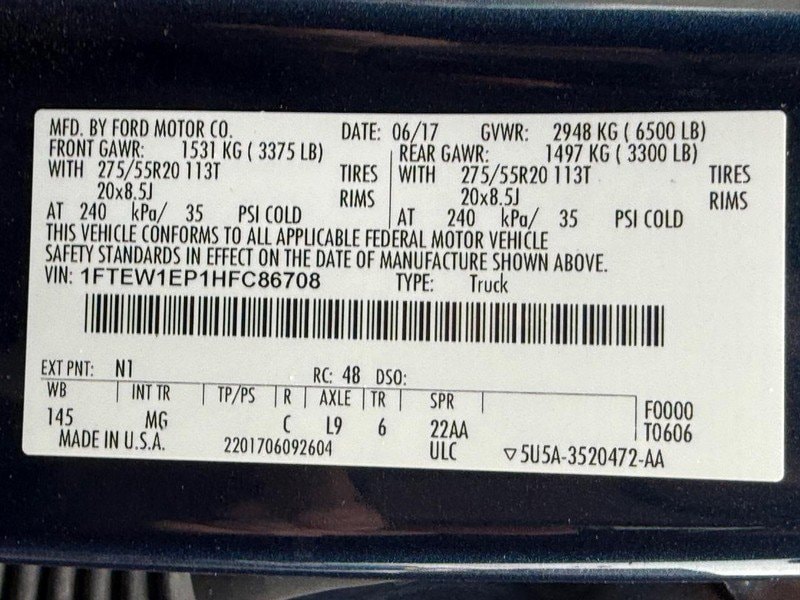 MFD. BY FORD MOTOR CO. DATE: 06/17 GVWR: 2948 KG ( 6500 LB)
FRONT GAWR: 1531 KG ( 3375 LB) REAR GAWR: 1497 KG ( 3300 LB)
WITH 275/55R20 113T TIRES WITH 275/55R20 113T TIRES
20x8.5J RIMS 20x8.5J RIMS
AT 240 kPa/ 35 PSI COLD AT 240 kPa/ 35 PSI COLD
THIS VEHICLE CONFORMS TO ALL APPLICABLE FEDERAL MOTOR VEHICLE
SAFETY STANDARDS IN EFFECT ON THE DATE OF MANUFACTURE SHOWN ABOVE.
VIN: 1FTEW1EP1HFC86708 TYPE: Truck
EXT PNT: N1 RC: 48 DSO:
WB INT TR TP/PS R AXLE TR SPR F0000
145 MG C L9 6 22AA T0606
MADE IN U.S.A. 2201706092604 ULC ▽5U5A-3520472-AA